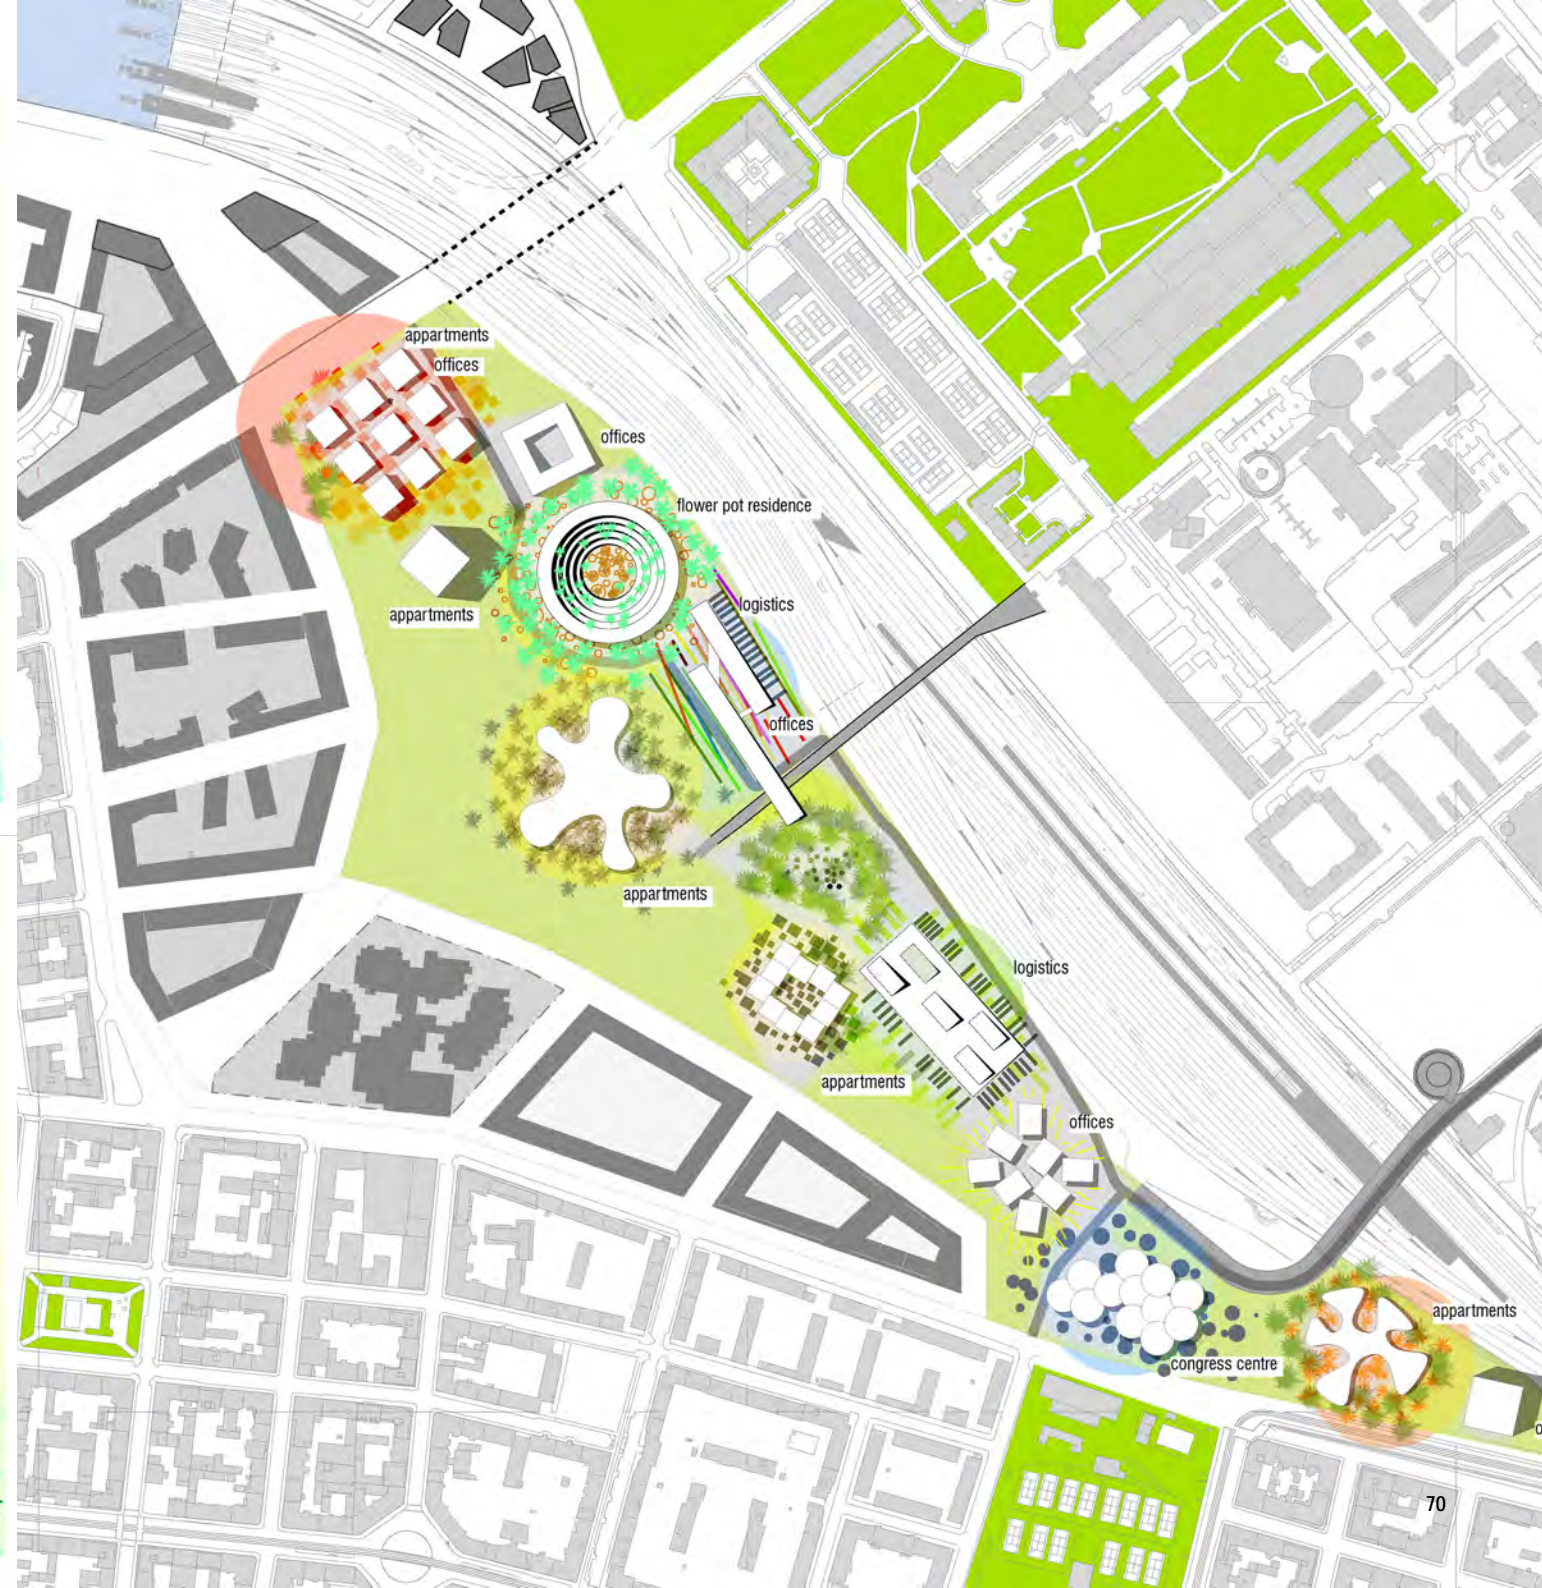 appartments
offices
offices
flower pot residence
logistics
appartments
offices
appartments
logistics
appartments
offices
appartments
congress centre
70